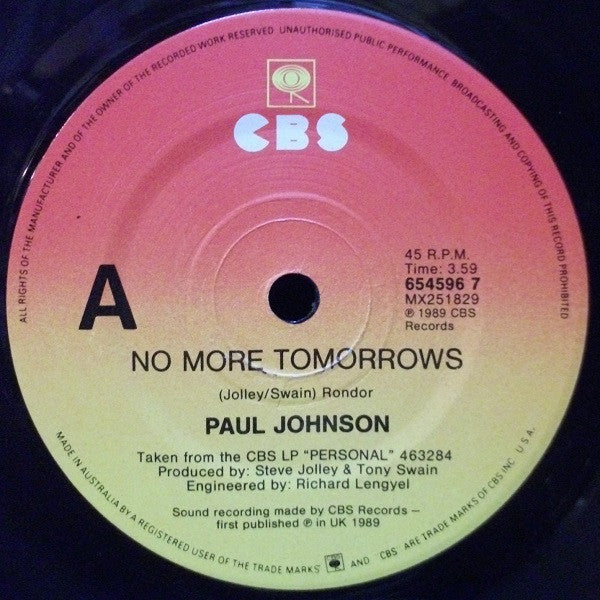 ALL RIGHTS OF THE MANUFACTURER AND OF THE OWNER OF THE RECORDED WORK RESERVED. UNAUTHORISED PUBLIC PERFORMANCE, BROADCASTING AND COPYING OF THIS RECORD PROHIBITED
CBS
A
45 R.P.M.
Time: 3.59
654596 7
MX251829
℗ 1989 CBS
Records
NO MORE TOMORROWS
(Jolley/Swain) Rondor
PAUL JOHNSON
Taken from the CBS LP "PERSONAL" 463284
Produced by: Steve Jolley & Tony Swain
Engineered by: Richard Lengyel
Sound recording made by CBS Records –
first published ℗ in UK 1989
MADE IN AUSTRALIA BY A REGISTERED USER OF THE TRADE MARKS' AND 'CBS' ARE TRADE MARKS OF CBS INC. U.S.A.